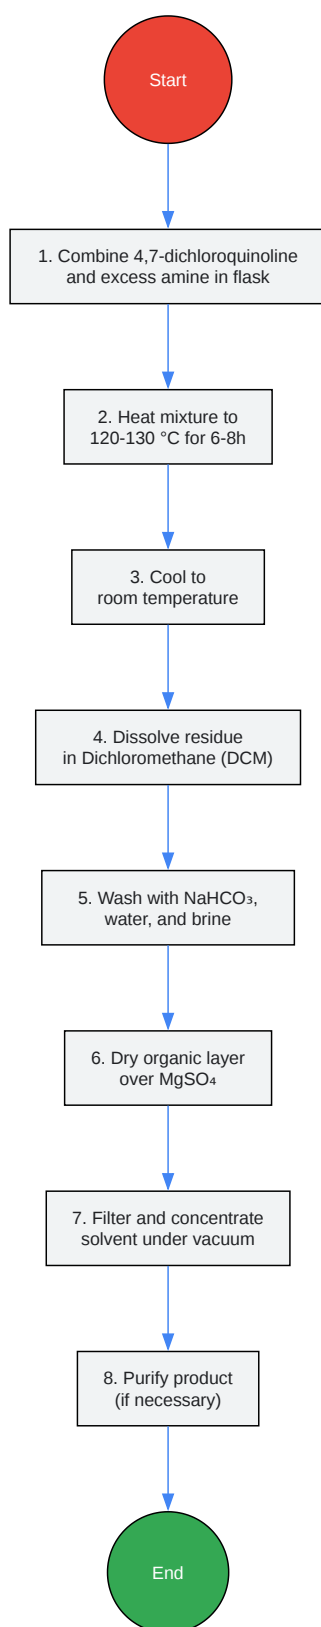 Start
1. Combine 4,7-dichloroquinoline
and excess amine in flask
2. Heat mixture to
120-130 °C for 6-8h
3. Cool to
room temperature
4. Dissolve residue
in Dichloromethane (DCM)
5. Wash with NaHCO₃,
water, and brine
6. Dry organic layer
over MgSO₄
7. Filter and concentrate
solvent under vacuum
8. Purify product
(if necessary)
End